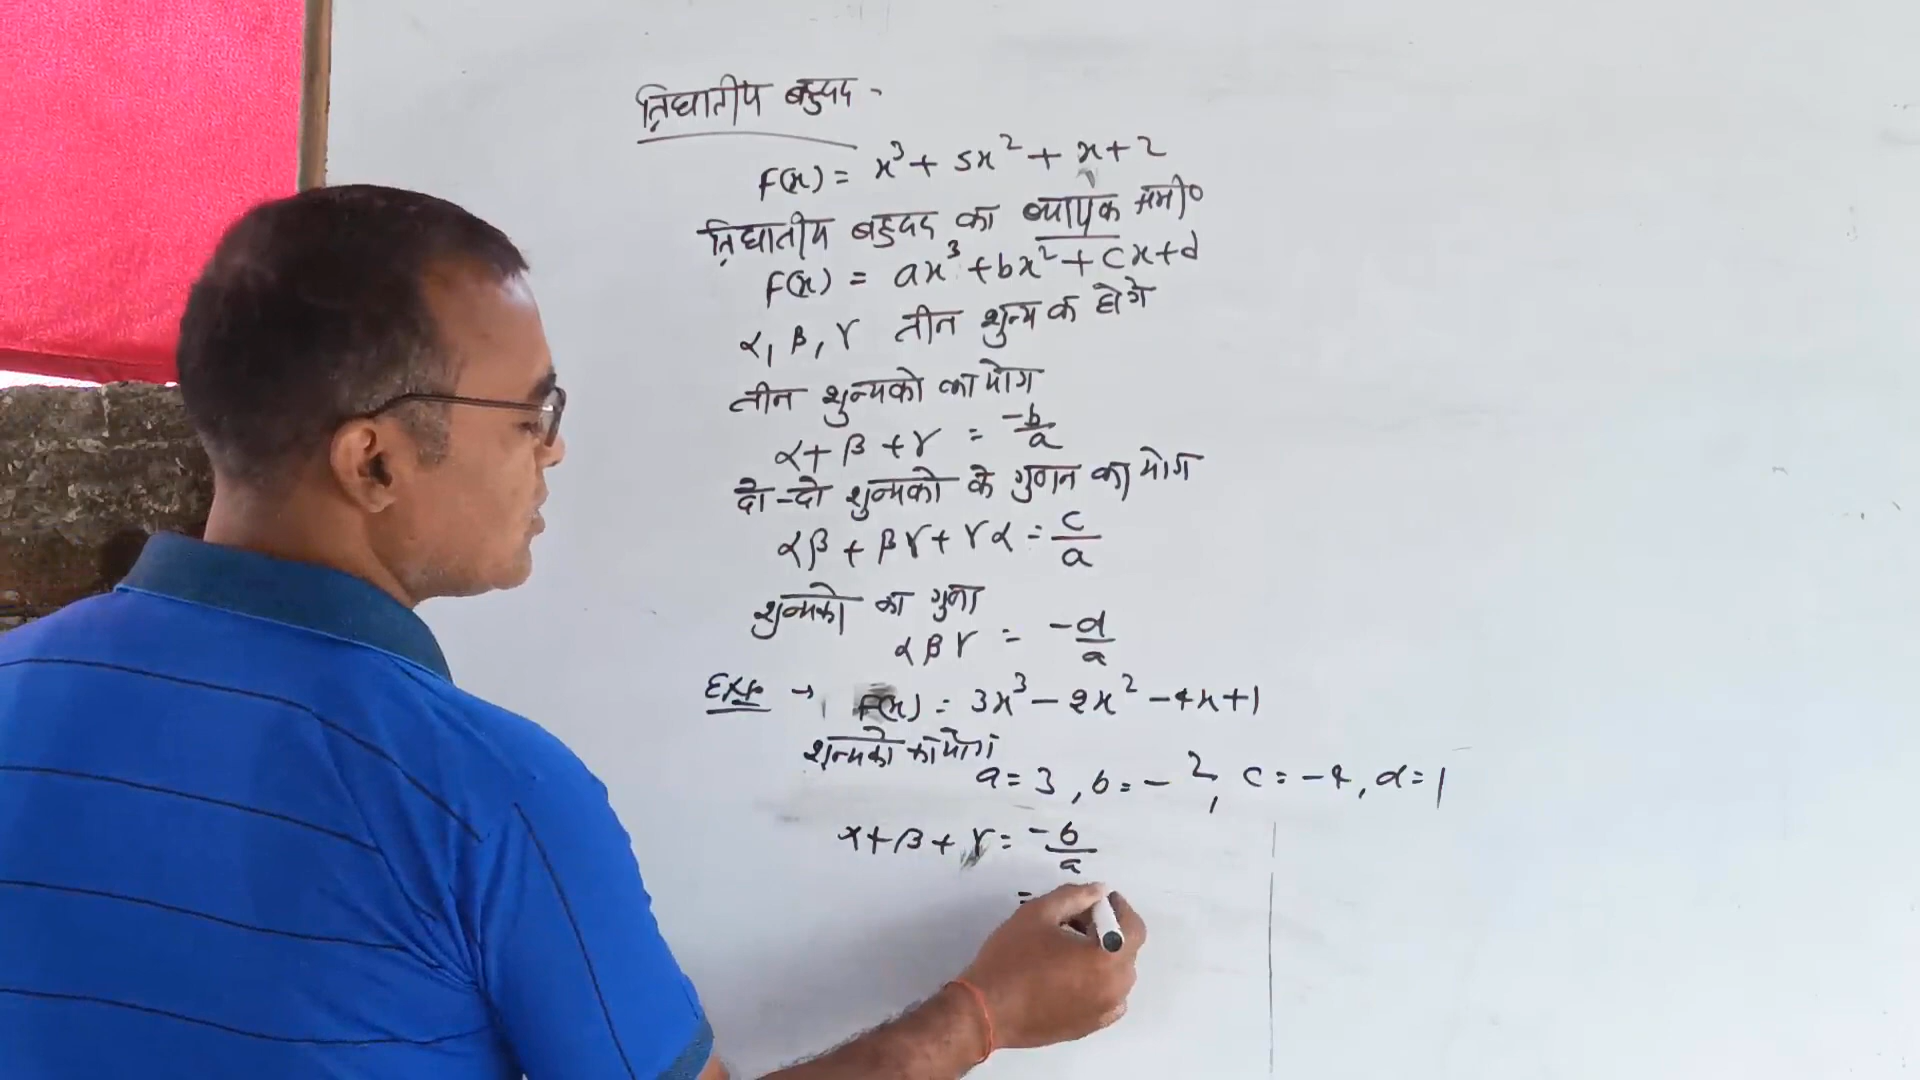 त्रिघातीय बहुपद -
F(x) = x³ + 5x² + x + 2
त्रिघातीय बहुपद का व्यापक समी०
F(x) = ax³ + bx² + cx + d
α, β, γ तीन शुन्यक होगे
तीन शुन्यको का योग
α + β + γ = -b/a
दो-दो शुन्यको के गुणन का योग
αβ + βγ + γα = c/a
शुन्यको का गुणा
αβγ = -d/a
Exp → F(x) = 3x³ - 2x² - 4x + 1
शुन्यको का योग
a = 3, b = -2, c = -4, d = 1
α + β + γ = -b/a
=